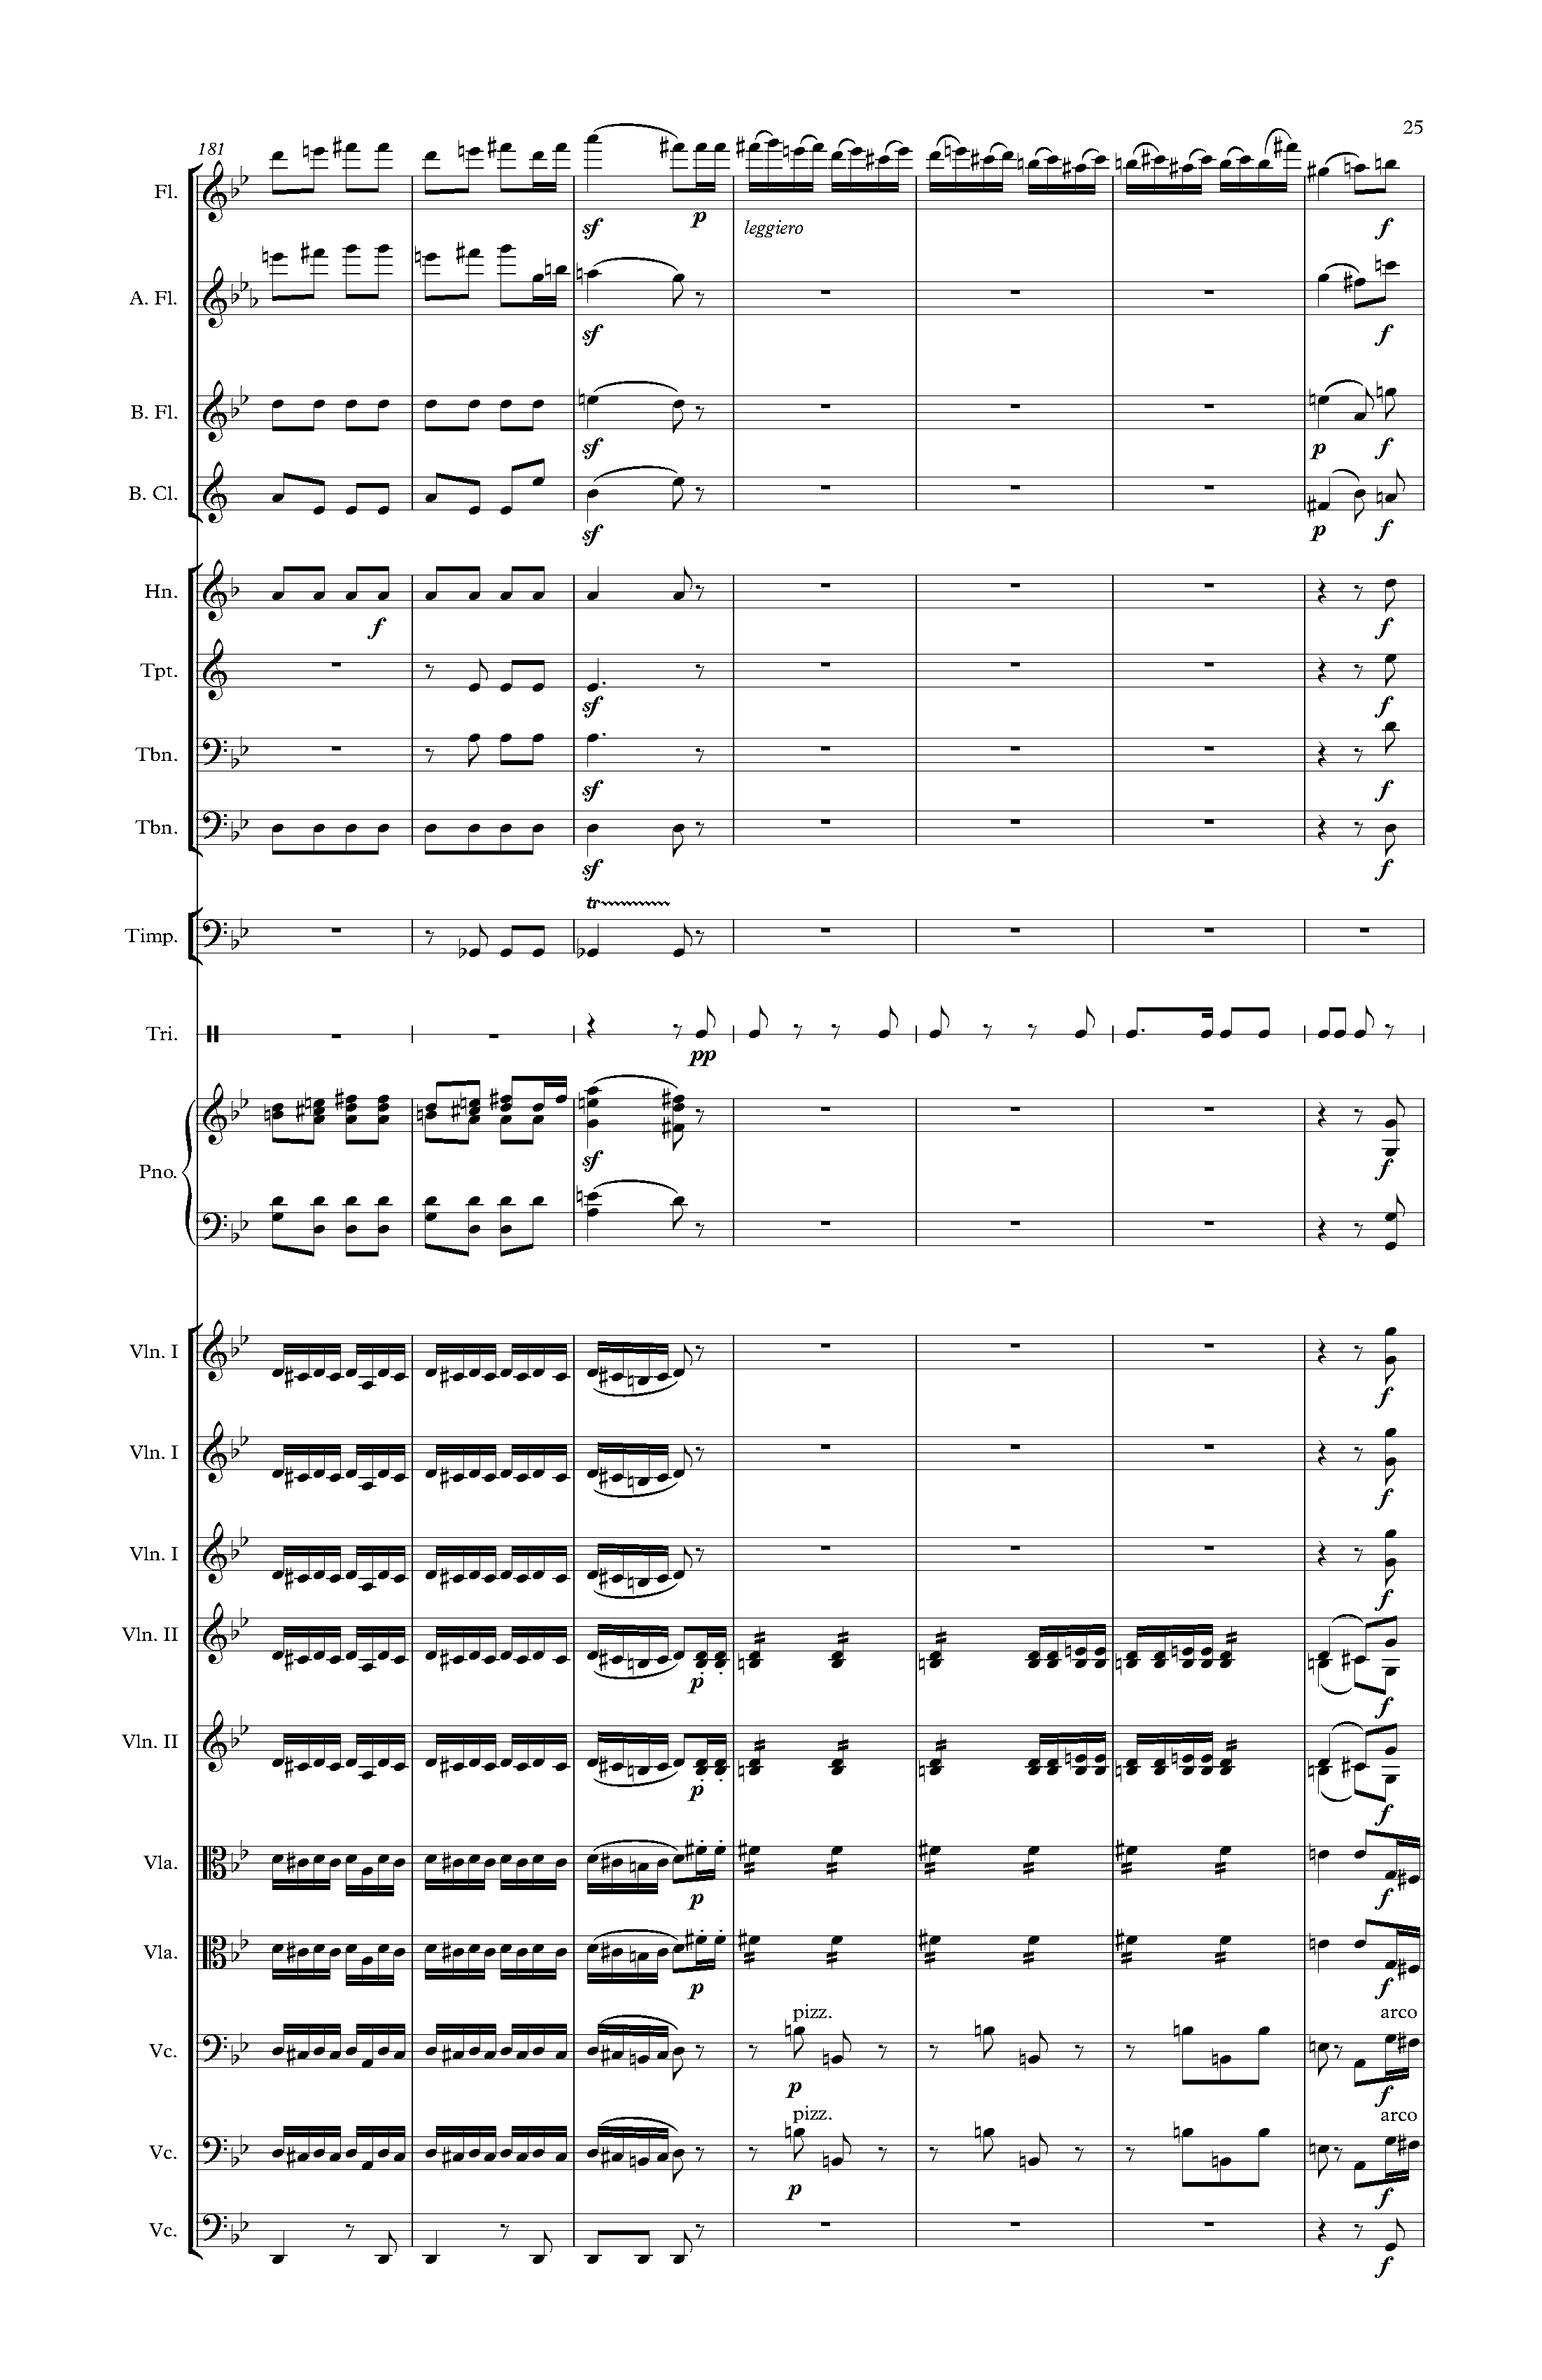 25
181
Fl.
sf
p
leggiero
f
A. Fl.
sf
f
B. Fl.
sf
p
f
B. Cl.
sf
p
f
Hn.
f
f
Tpt.
sf
f
Tbn.
sf
f
Tbn.
sf
f
tr
Timp.
Tri.
pp
Pno.
sf
f
Vln. I
f
Vln. I
f
Vln. I
f
Vln. II
p
f
Vln. II
p
f
Vla.
p
f
Vla.
p
f
pizz.
arco
Vc.
p
f
pizz.
arco
Vc.
p
f
Vc.
f